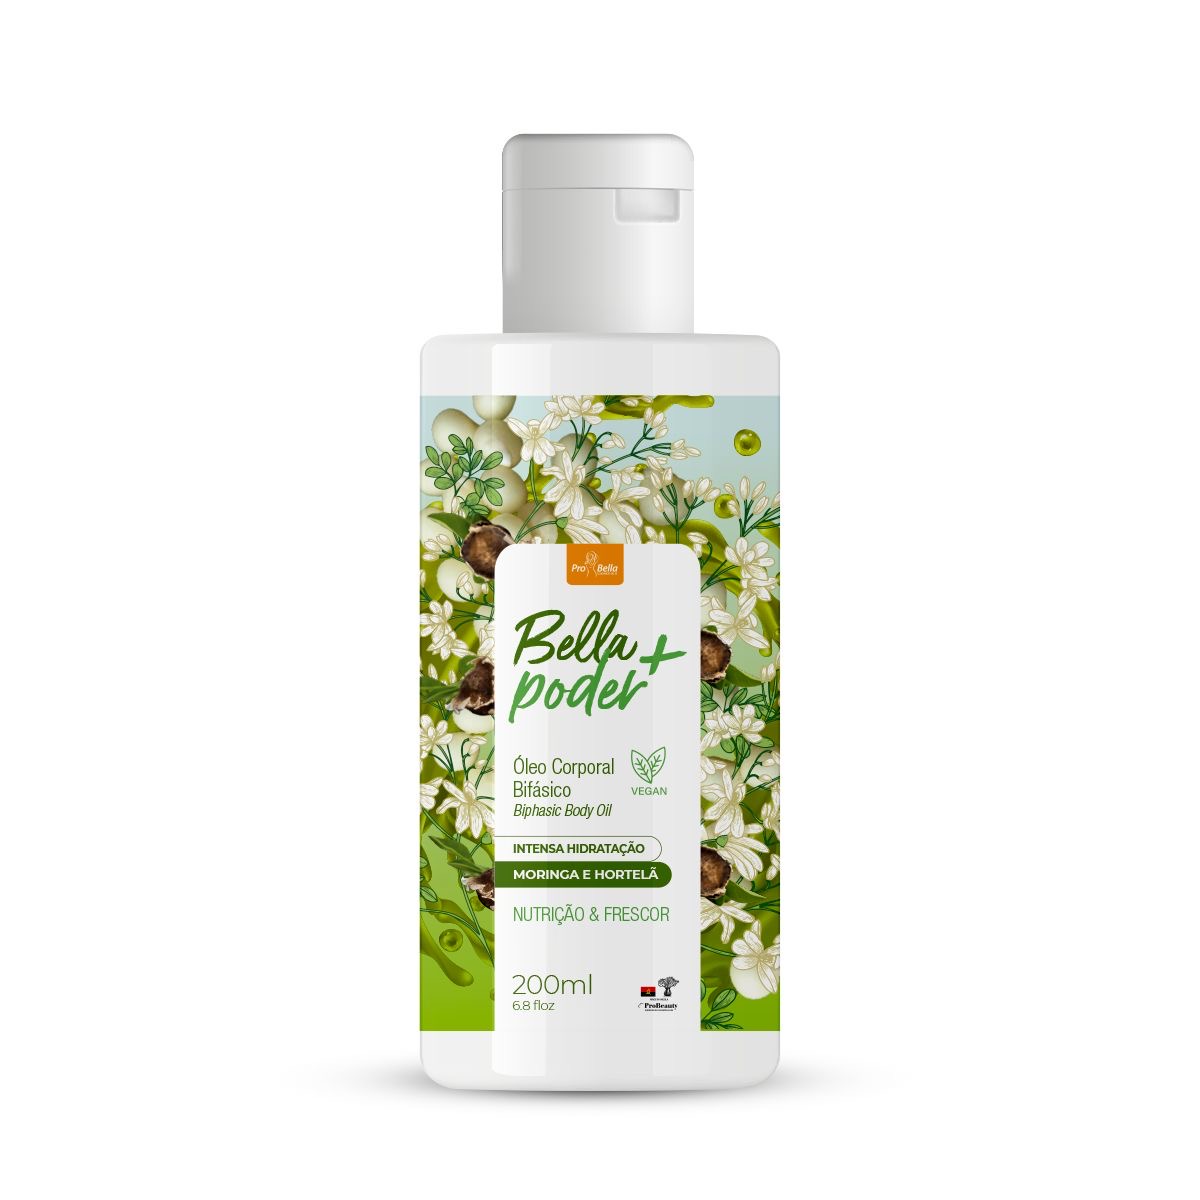 Pro Bella
Bella
poder+
Óleo Corporal
Bifásico
Biphasic Body Oil
VEGAN
INTENSA HIDRATAÇÃO
MORINGA E HORTELÃ
NUTRIÇÃO & FRESCOR
200ml
6.8 floz
ProBeauty